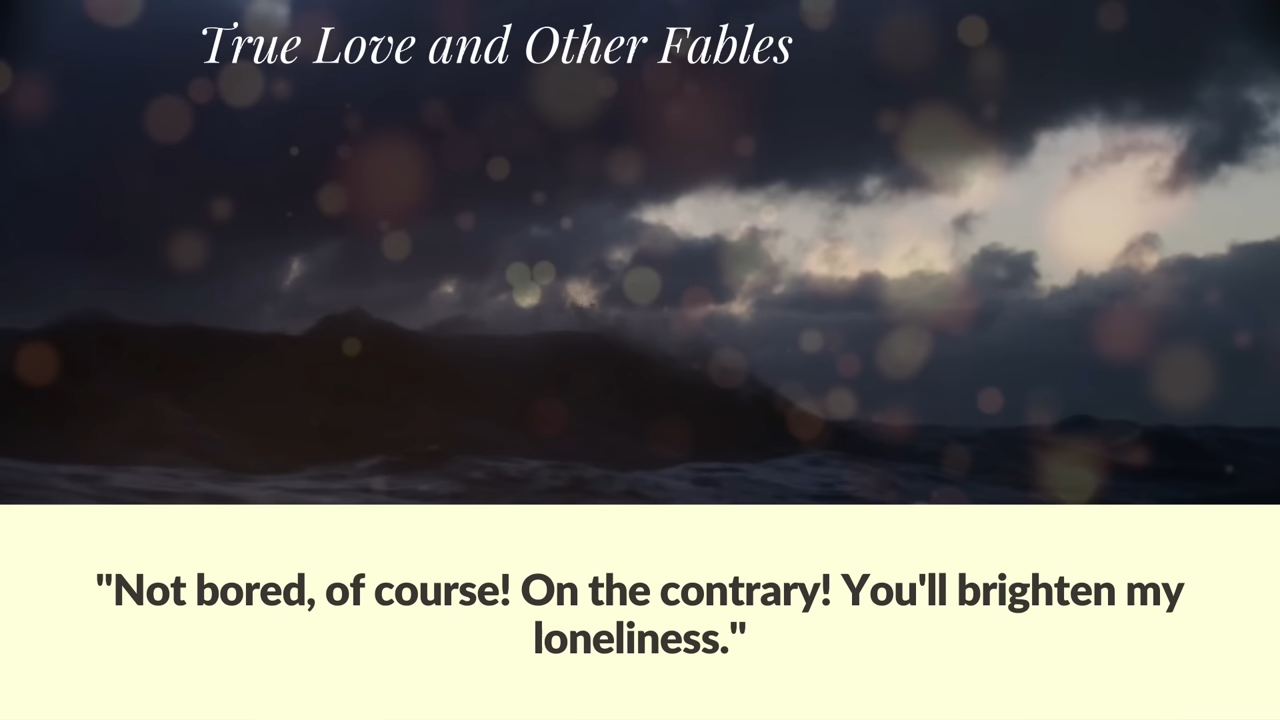 True Love and Other Fables
"Not bored, of course! On the contrary! You'll brighten my
loneliness."